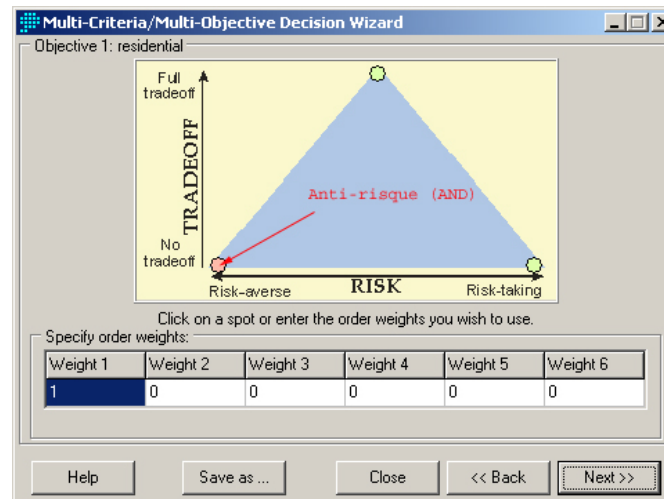 Multi-Criteria/Multi-Objective Decision Wizard
Objective 1: residential
Full
tradeoff
TRADEOFF
Anti-risque (AND)
No
tradeoff
Risk-averse RISK Risk-taking
Click on a spot or enter the order weights you wish to use.
Specify order weights:
Weight 1 Weight 2 Weight 3 Weight 4 Weight 5 Weight 6
1 0 0 0 0 0
Help Save as ... Close << Back Next >>